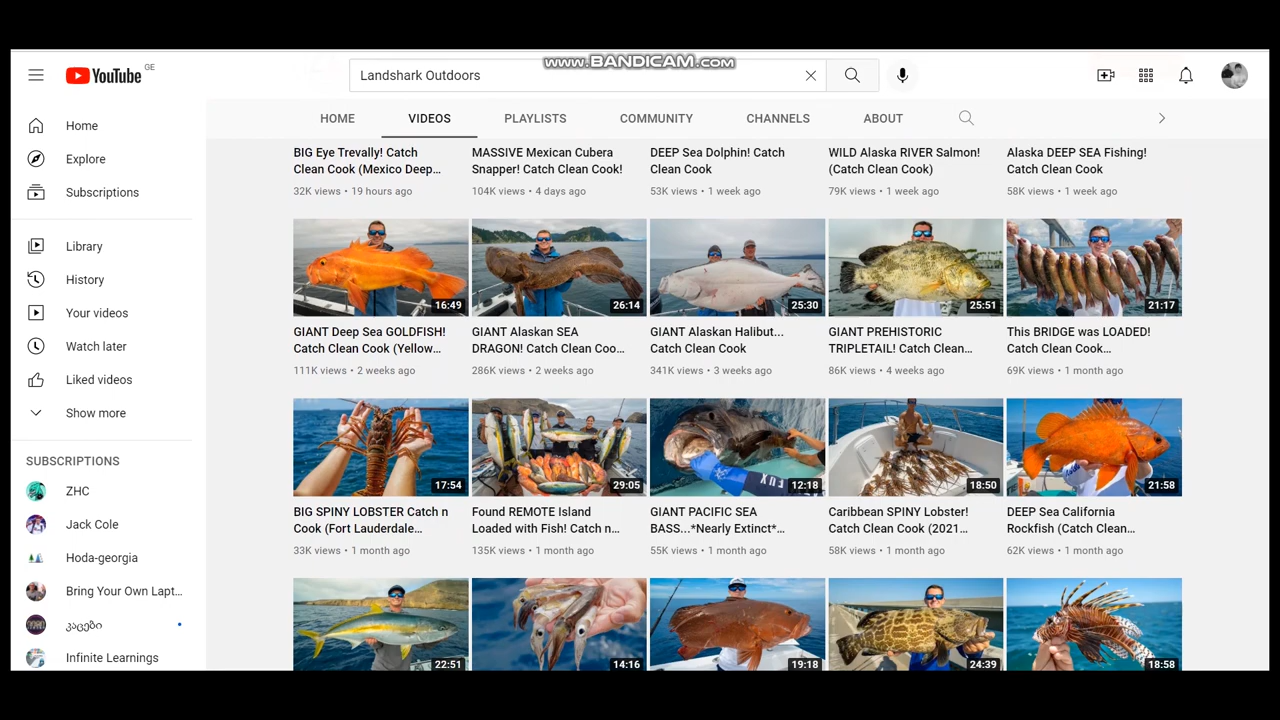 www.BANDICAM.com
YouTube GE
Landshark Outdoors
HOME VIDEOS PLAYLISTS COMMUNITY CHANNELS ABOUT
Home
Explore
Subscriptions
Library
History
Your videos
Watch later
Liked videos
Show more
SUBSCRIPTIONS
ZHC
Jack Cole
Hoda-georgia
Bring Your Own Lapt...
კაცები
Infinite Learnings
BIG Eye Trevally! Catch
Clean Cook (Mexico Deep...
32K views • 19 hours ago
MASSIVE Mexican Cubera
Snapper! Catch Clean Cook!
104K views • 4 days ago
DEEP Sea Dolphin! Catch
Clean Cook
53K views • 1 week ago
WILD Alaska RIVER Salmon!
(Catch Clean Cook)
79K views • 1 week ago
Alaska DEEP SEA Fishing!
Catch Clean Cook
58K views • 1 week ago
16:49
GIANT Deep Sea GOLDFISH!
Catch Clean Cook (Yellow...
111K views • 2 weeks ago
26:14
GIANT Alaskan SEA
DRAGON! Catch Clean Coo...
286K views • 2 weeks ago
25:30
GIANT Alaskan Halibut...
Catch Clean Cook
341K views • 3 weeks ago
25:51
GIANT PREHISTORIC
TRIPLETAIL! Catch Clean...
86K views • 4 weeks ago
21:17
This BRIDGE was LOADED!
Catch Clean Cook...
69K views • 1 month ago
17:54
BIG SPINY LOBSTER Catch n
Cook (Fort Lauderdale...
33K views • 1 month ago
29:05
Found REMOTE Island
Loaded with Fish! Catch n...
135K views • 1 month ago
FUX
12:18
GIANT PACIFIC SEA
BASS...*Nearly Extinct*...
55K views • 1 month ago
18:50
Caribbean SPINY Lobster!
Catch Clean Cook (2021...
58K views • 1 month ago
21:58
DEEP Sea California
Rockfish (Catch Clean...
62K views • 1 month ago
22:51
14:16
19:18
24:39
18:58